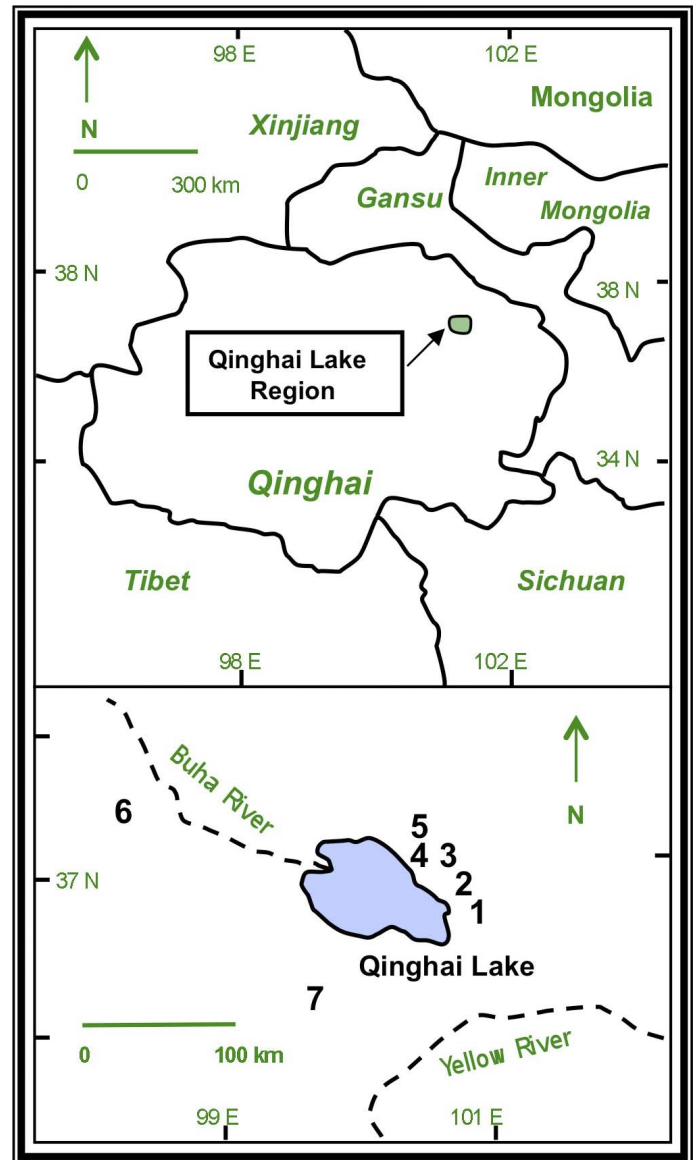 98 E
102 E
Mongolia
Xinjiang
N
0
300 km
Gansu
Inner
Mongolia
38 N
38 N
Qinghai Lake
Region
34 N
Qinghai
Tibet
Sichuan
98 E
102 E
Buha River
N
6
5
4 3
37 N
2
1
Qinghai Lake
7
0
100 km
Yellow River
99 E
101 E